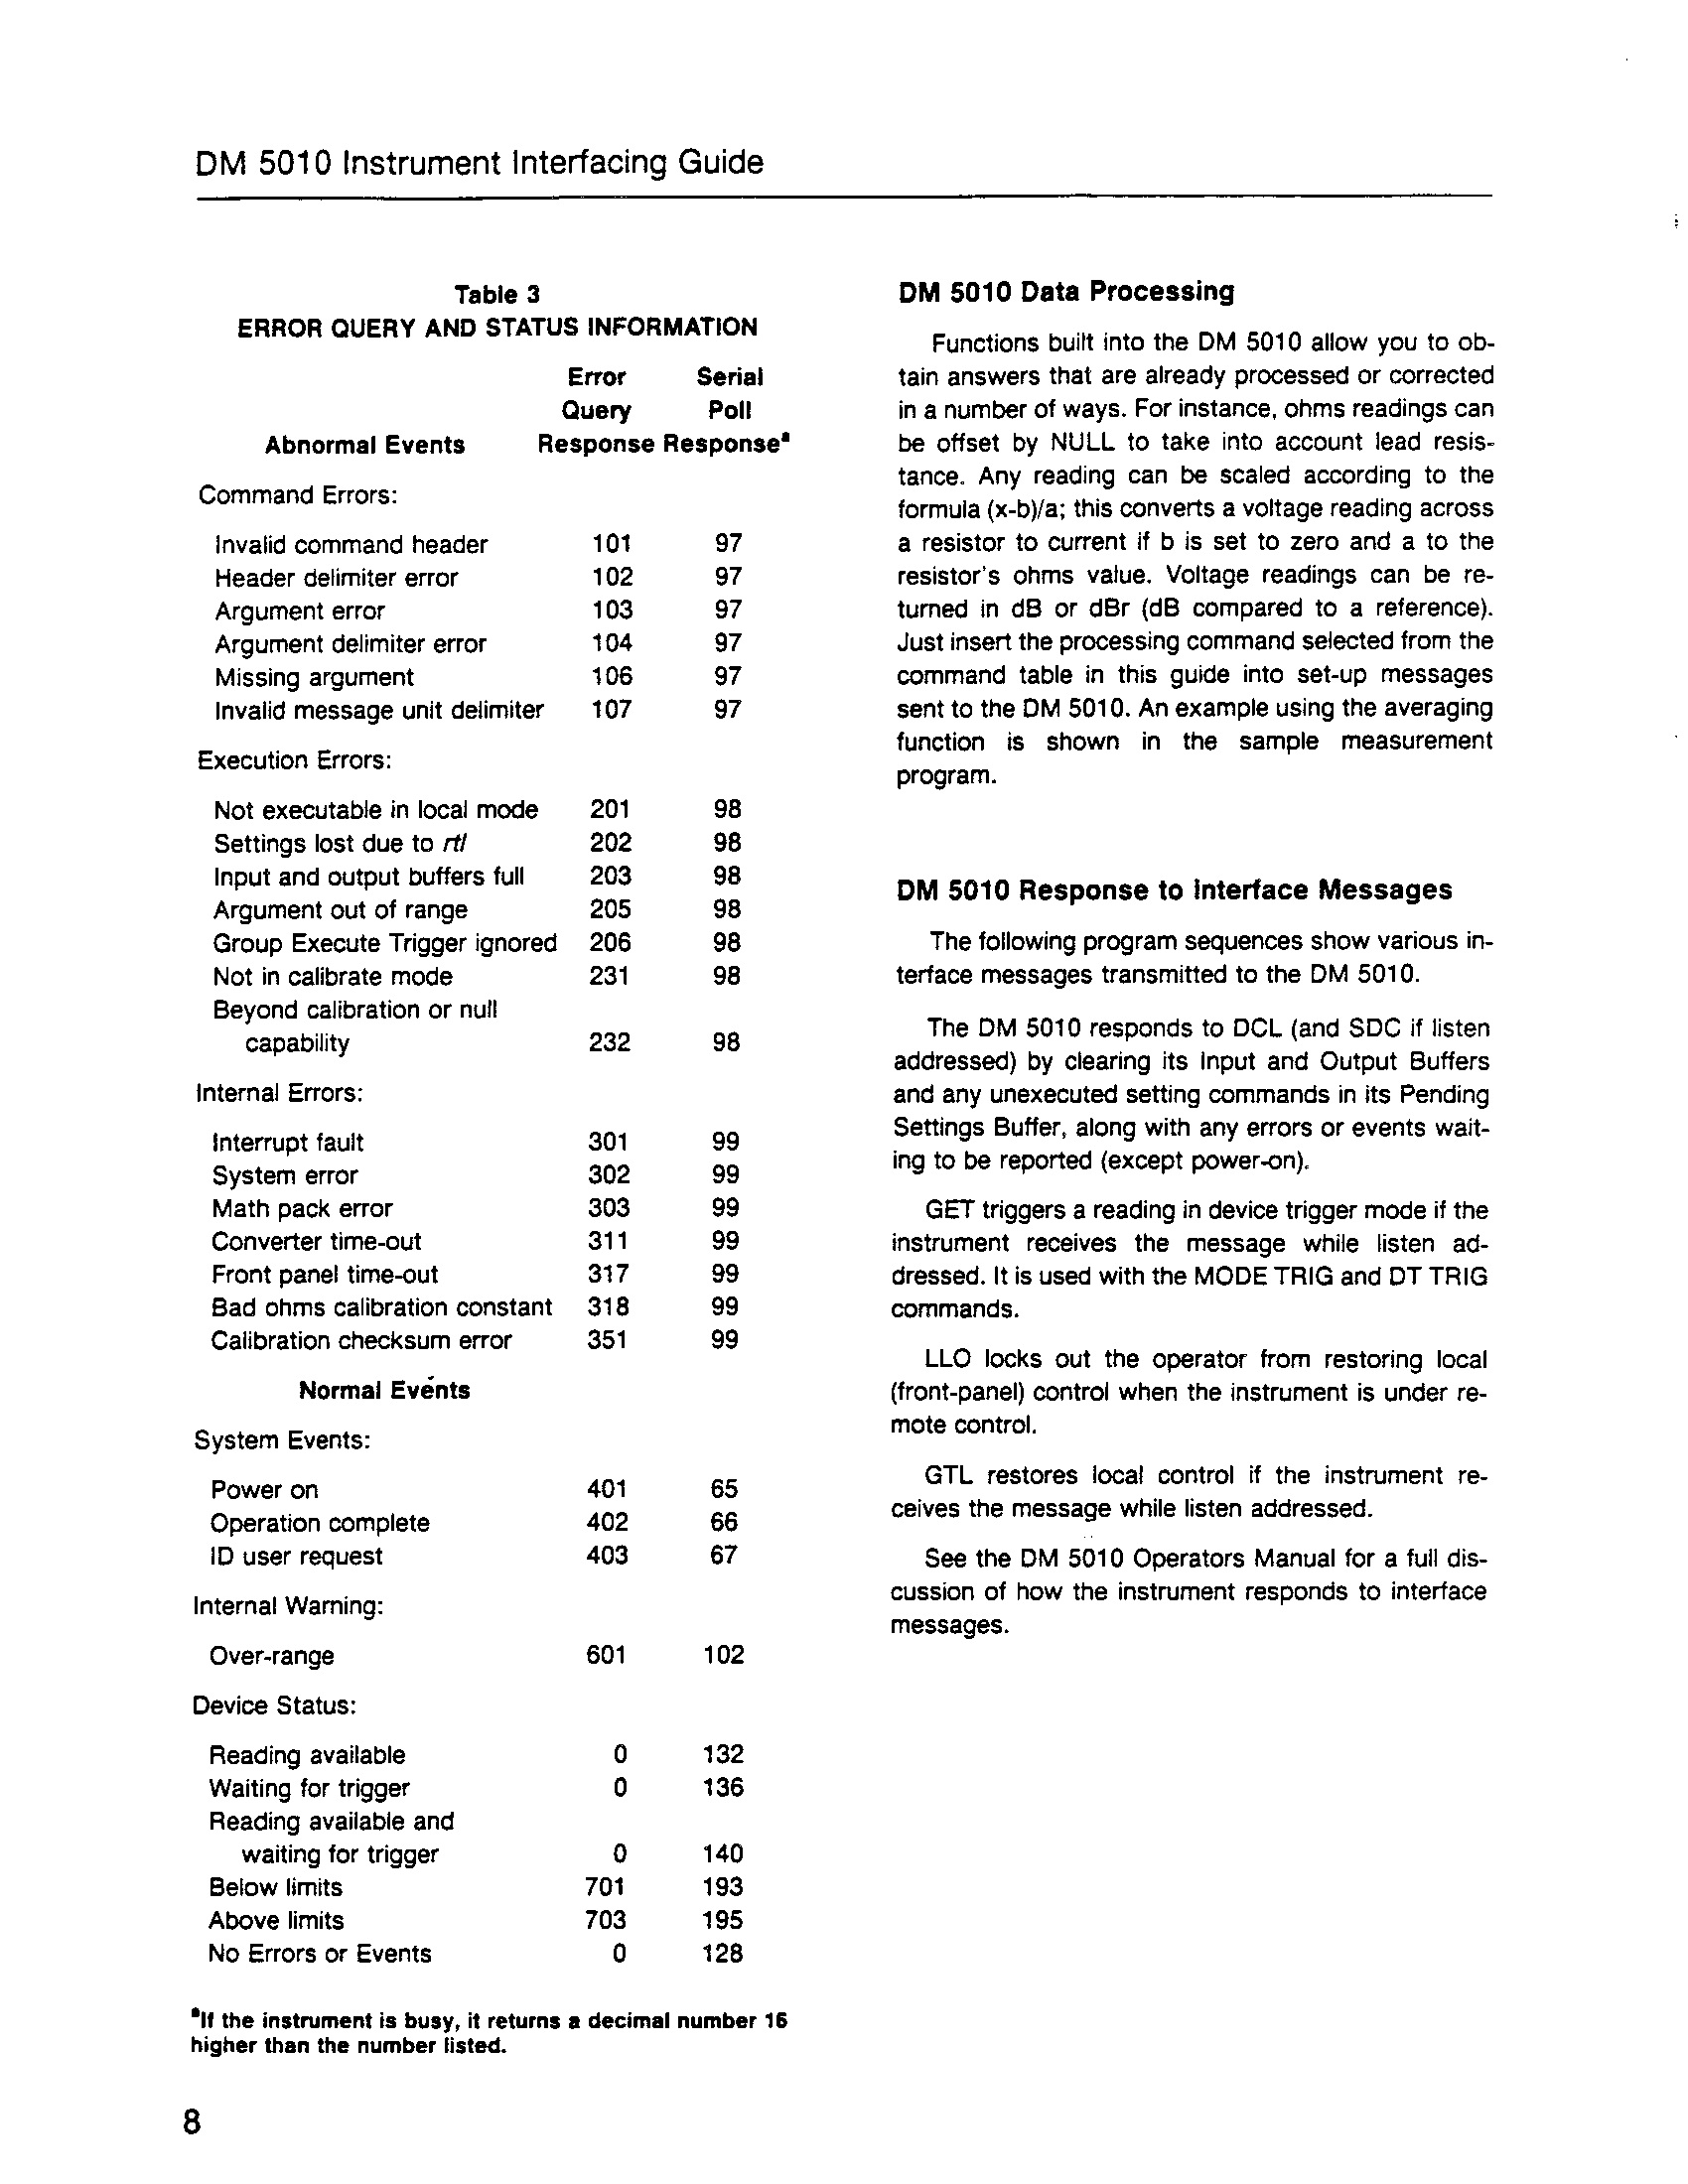 DM 5010 Instrument Interfacing Guide
Table 3
ERROR QUERY AND STATUS INFORMATION
Error Serial
Query Poll
Abnormal Events Response Responseª
Command Errors:
Invalid command header 101 97
Header delimiter error 102 97
Argument error 103 97
Argument delimiter error 104 97
Missing argument 106 97
Invalid message unit delimiter 107 97
Execution Errors:
Not executable in local mode 201 98
Settings lost due to rtl 202 98
Input and output buffers full 203 98
Argument out of range 205 98
Group Execute Trigger ignored 206 98
Not in calibrate mode 231 98
Beyond calibration or null
capability 232 98
Internal Errors:
Interrupt fault 301 99
System error 302 99
Math pack error 303 99
Converter time-out 311 99
Front panel time-out 317 99
Bad ohms calibration constant 318 99
Calibration checksum error 351 99
Normal Events
System Events:
Power on 401 65
Operation complete 402 66
ID user request 403 67
Internal Warning:
Over-range 601 102
Device Status:
Reading available 0 132
Waiting for trigger 0 136
Reading available and
waiting for trigger 0 140
Below limits 701 193
Above limits 703 195
No Errors or Events 0 128
ªIf the instrument is busy, it returns a decimal number 16
higher than the number listed.
DM 5010 Data Processing
Functions built into the DM 5010 allow you to ob-
tain answers that are already processed or corrected
in a number of ways. For instance, ohms readings can
be offset by NULL to take into account lead resis-
tance. Any reading can be scaled according to the
formula (x-b)/a; this converts a voltage reading across
a resistor to current if b is set to zero and a to the
resistor's ohms value. Voltage readings can be re-
turned in dB or dBr (dB compared to a reference).
Just insert the processing command selected from the
command table in this guide into set-up messages
sent to the DM 5010. An example using the averaging
function is shown in the sample measurement
program.
DM 5010 Response to Interface Messages
The following program sequences show various in-
terface messages transmitted to the DM 5010.
The DM 5010 responds to DCL (and SDC if listen
addressed) by clearing its Input and Output Buffers
and any unexecuted setting commands in its Pending
Settings Buffer, along with any errors or events wait-
ing to be reported (except power-on).
GET triggers a reading in device trigger mode if the
instrument receives the message while listen ad-
dressed. It is used with the MODE TRIG and DT TRIG
commands.
LLO locks out the operator from restoring local
(front-panel) control when the instrument is under re-
mote control.
GTL restores local control if the instrument re-
ceives the message while listen addressed.
See the DM 5010 Operators Manual for a full dis-
cussion of how the instrument responds to interface
messages.
8